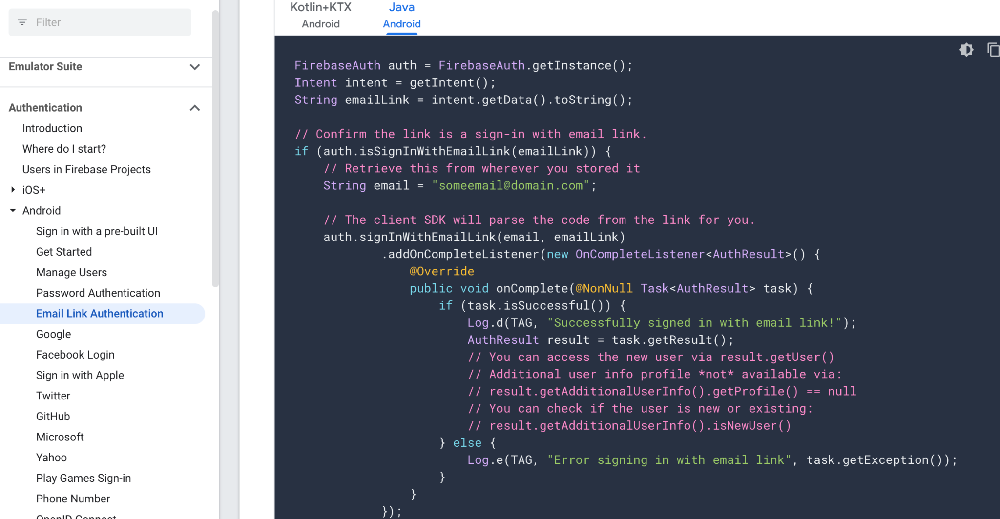 Filter
Emulator Suite
Authentication
Introduction
Where do I start?
Users in Firebase Projects
iOS+
Android
Sign in with a pre-built UI
Get Started
Manage Users
Password Authentication
Email Link Authentication
Google
Facebook Login
Sign in with Apple
Twitter
GitHub
Microsoft
Yahoo
Play Games Sign-in
Phone Number
OpenID Connect
Kotlin+KTX
Android
Java
Android
FirebaseAuth auth = FirebaseAuth.getInstance();
Intent intent = getIntent();
String emailLink = intent.getData().toString();
// Confirm the link is a sign-in with email link.
if (auth.isSignInWithEmailLink(emailLink)) {
// Retrieve this from wherever you stored it
String email = "someemail@domain.com";
// The client SDK will parse the code from the link for you.
auth.signInWithEmailLink(email, emailLink)
.addOnCompleteListener(new OnCompleteListener<AuthResult>() {
@Override
public void onComplete(@NonNull Task<AuthResult> task) {
if (task.isSuccessful()) {
Log.d(TAG, "Successfully signed in with email link!");
AuthResult result = task.getResult();
// You can access the new user via result.getUser()
// Additional user info profile *not* available via:
// result.getAdditionalUserInfo().getProfile() == null
// You can check if the user is new or existing:
// result.getAdditionalUserInfo().isNewUser()
} else {
Log.e(TAG, "Error signing in with email link", task.getException());
}
}
});